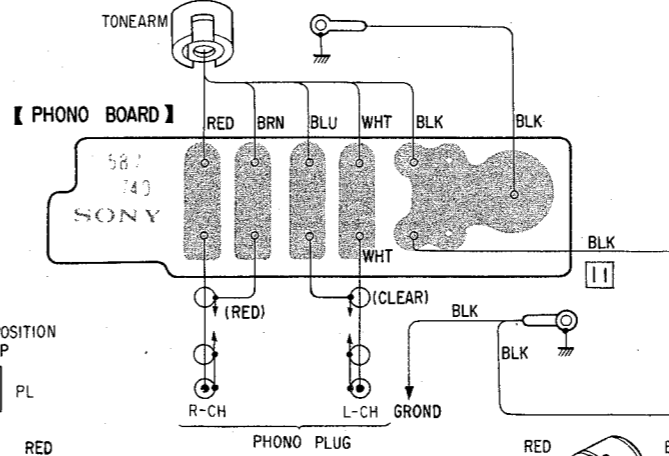 TONEARM
【 PHONO BOARD 】
RED BRN BLU WHT BLK BLK
SONY
WHT
BLK
11
(RED)
(CLEAR)
BLK
OSITION
P
BLK
PL
R-CH L-CH GROND
PHONO PLUG
RED
RED